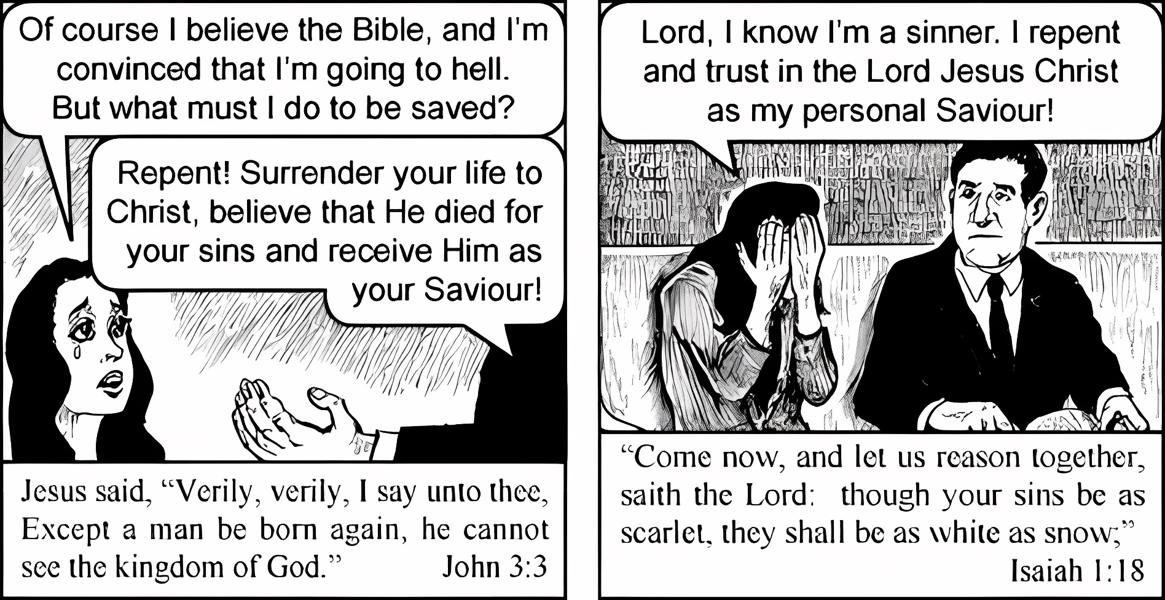 Of course I believe the Bible, and I'm
convinced that I'm going to hell.
But what must I do to be saved?
Repent! Surrender your life to
Christ, believe that He died for
your sins and receive Him as
your Saviour!
Jesus said, “Verily, verily, I say unto thee,
Except a man be born again, he cannot
see the kingdom of God.” John 3:3
Lord, I know I'm a sinner. I repent
and trust in the Lord Jesus Christ
as my personal Saviour!
“Come now, and let us reason together,
saith the Lord: though your sins be as
scarlet, they shall be as white as snow;”
Isaiah 1:18